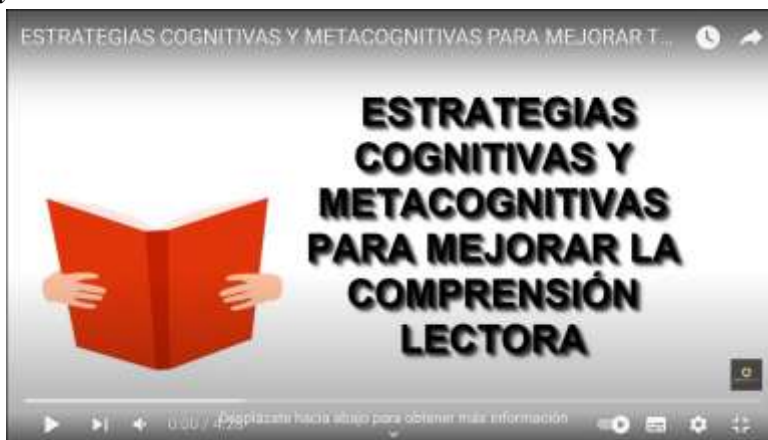 ESTRATEGIAS COGNITIVAS Y METACOGNITIVAS PARA MEJORAR T...
ESTRATEGIAS
COGNITIVAS Y
METACOGNITIVAS
PARA MEJORAR LA
COMPRENSIÓN
LECTORA
0:00 / 4:28
Desplázate hacia abajo para obtener más información